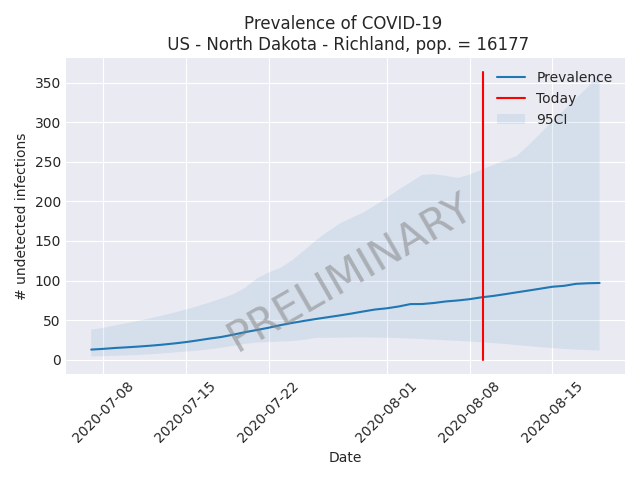 Prevalence of COVID-19
US - North Dakota - Richland, pop. = 16177
350
300
250
200
150
100
50
0
# undetected infections
Prevalence
Today
95CI
PRELIMINARY
2020-07-08
2020-07-15
2020-07-22
2020-08-01
2020-08-08
2020-08-15
Date